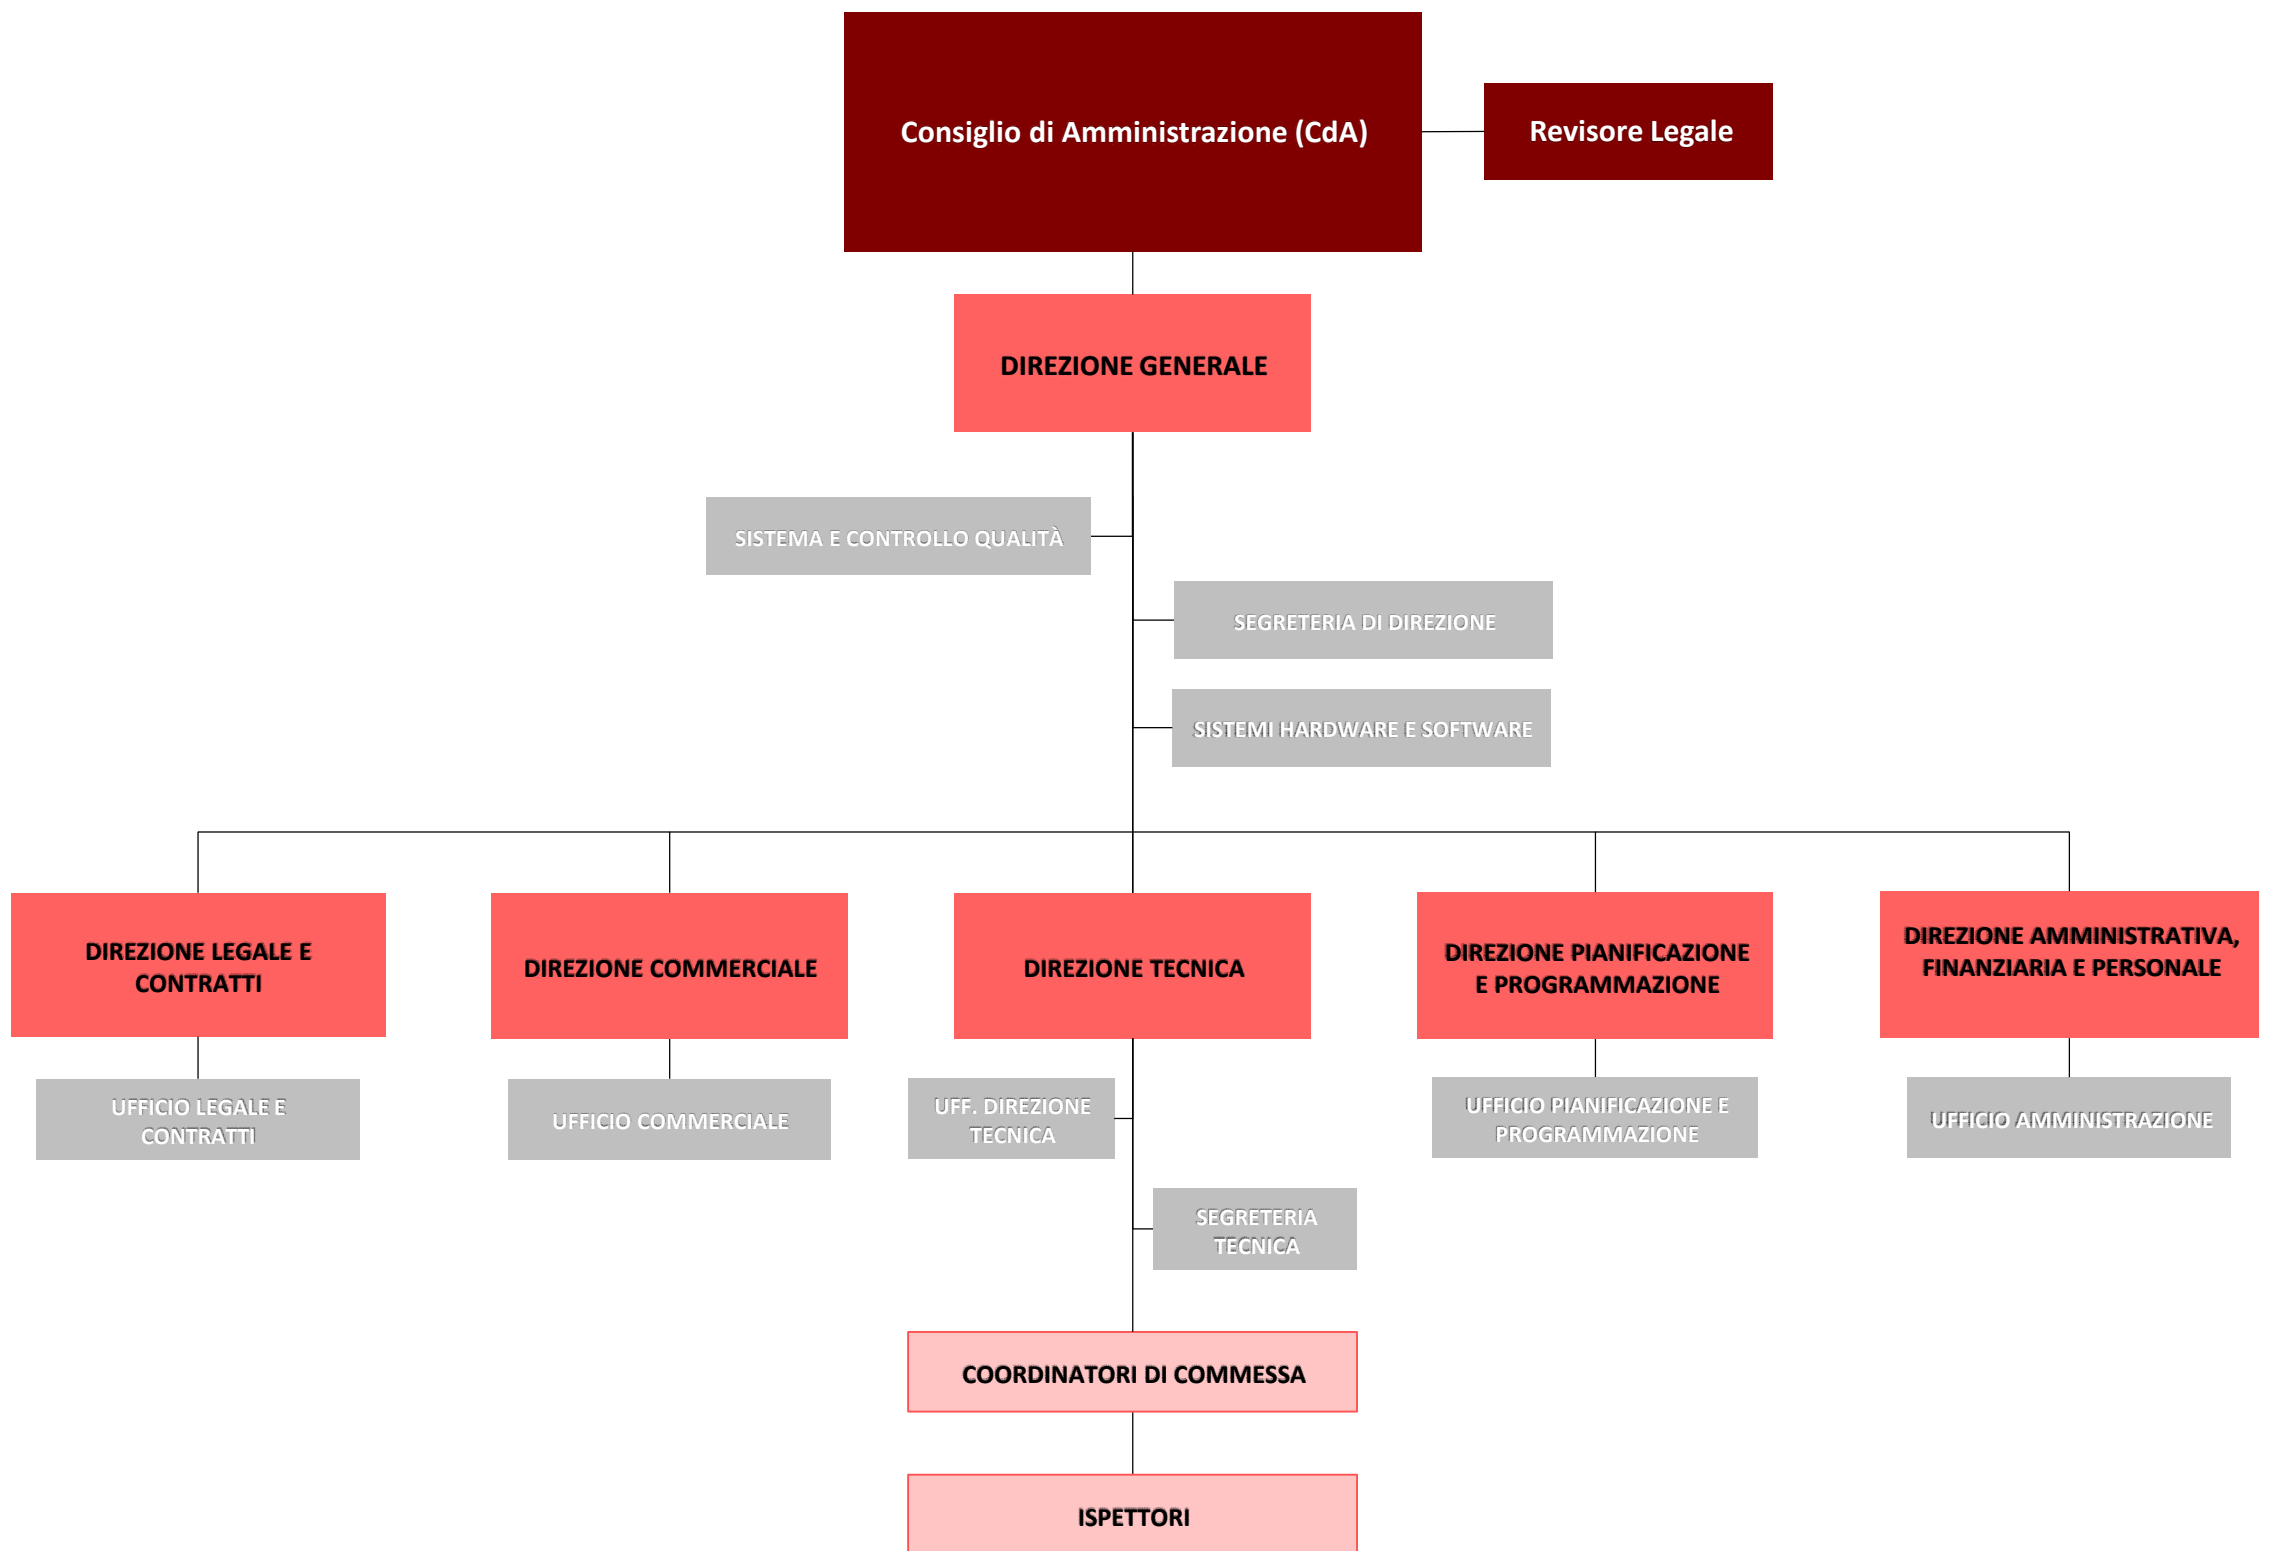 Consiglio di Amministrazione (CdA)
Revisore Legale
DIREZIONE GENERALE
SISTEMA E CONTROLLO QUALITÀ
SEGRETERIA DI DIREZIONE
SISTEMI HARDWARE E SOFTWARE
DIREZIONE LEGALE E
CONTRATTI
DIREZIONE COMMERCIALE
DIREZIONE TECNICA
DIREZIONE PIANIFICAZIONE
E PROGRAMMAZIONE
DIREZIONE AMMINISTRATIVA,
FINANZIARIA E PERSONALE
UFFICIO LEGALE E
CONTRATTI
UFFICIO COMMERCIALE
UFF. DIREZIONE
TECNICA
UFFICIO PIANIFICAZIONE E
PROGRAMMAZIONE
UFFICIO AMMINISTRAZIONE
SEGRETERIA
TECNICA
COORDINATORI DI COMMESSA
ISPETTORI